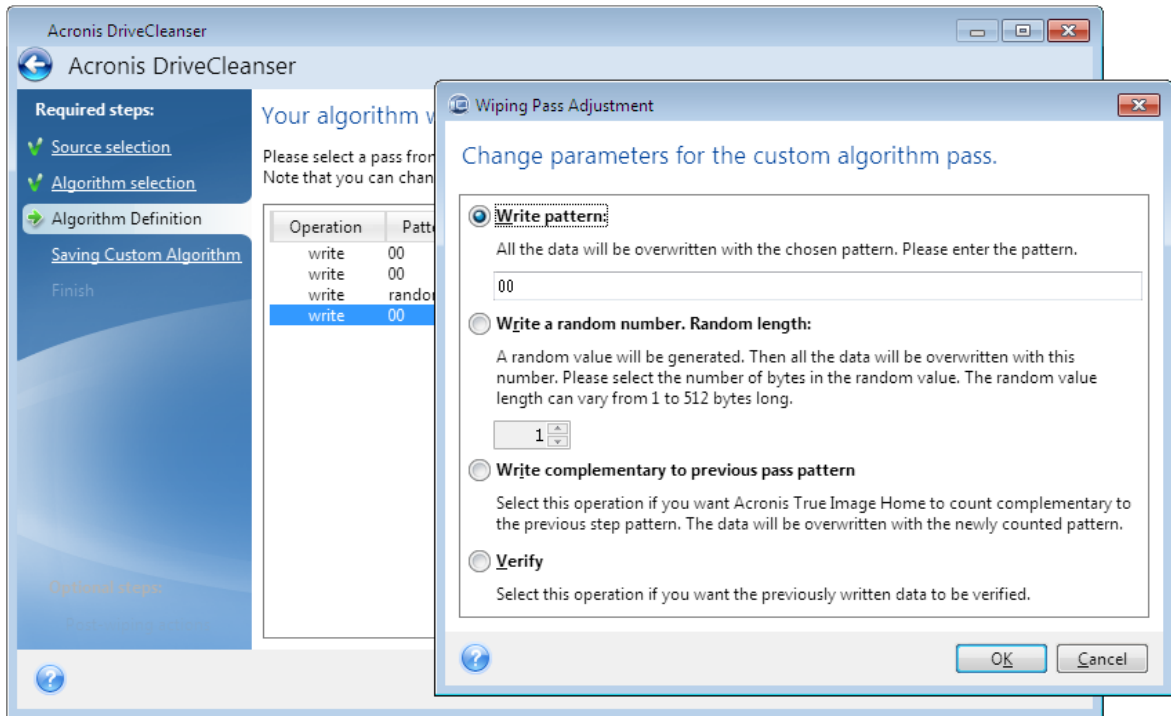 Acronis DriveCleanser
Acronis DriveCleanser
Required steps:
Source selection
Algorithm selection
Algorithm Definition
Saving Custom Algorithm
Finish
Optional steps:
Your algorithm
Please select a pass
Note that you can
Operation
write 00
write 00
write
write 00
Wiping Pass Adjustment
Change parameters for the custom algorithm pass.
Write pattern:
All the data will be overwritten with the chosen pattern. Please enter the pattern.
00
Write a random number. Random length:
A random value will be generated. Then all the data will be overwritten with this
number. Please select the number of bytes in the random value. The random value
length can vary from 1 to 512 bytes long.
1
Write complementary to previous pass pattern
Select this operation if you want Acronis True Image Home to count complementary to
the previous step pattern. The data will be overwritten with the newly counted pattern.
Verify
Select this operation if you want the previously written data to be verified.
OK
Cancel